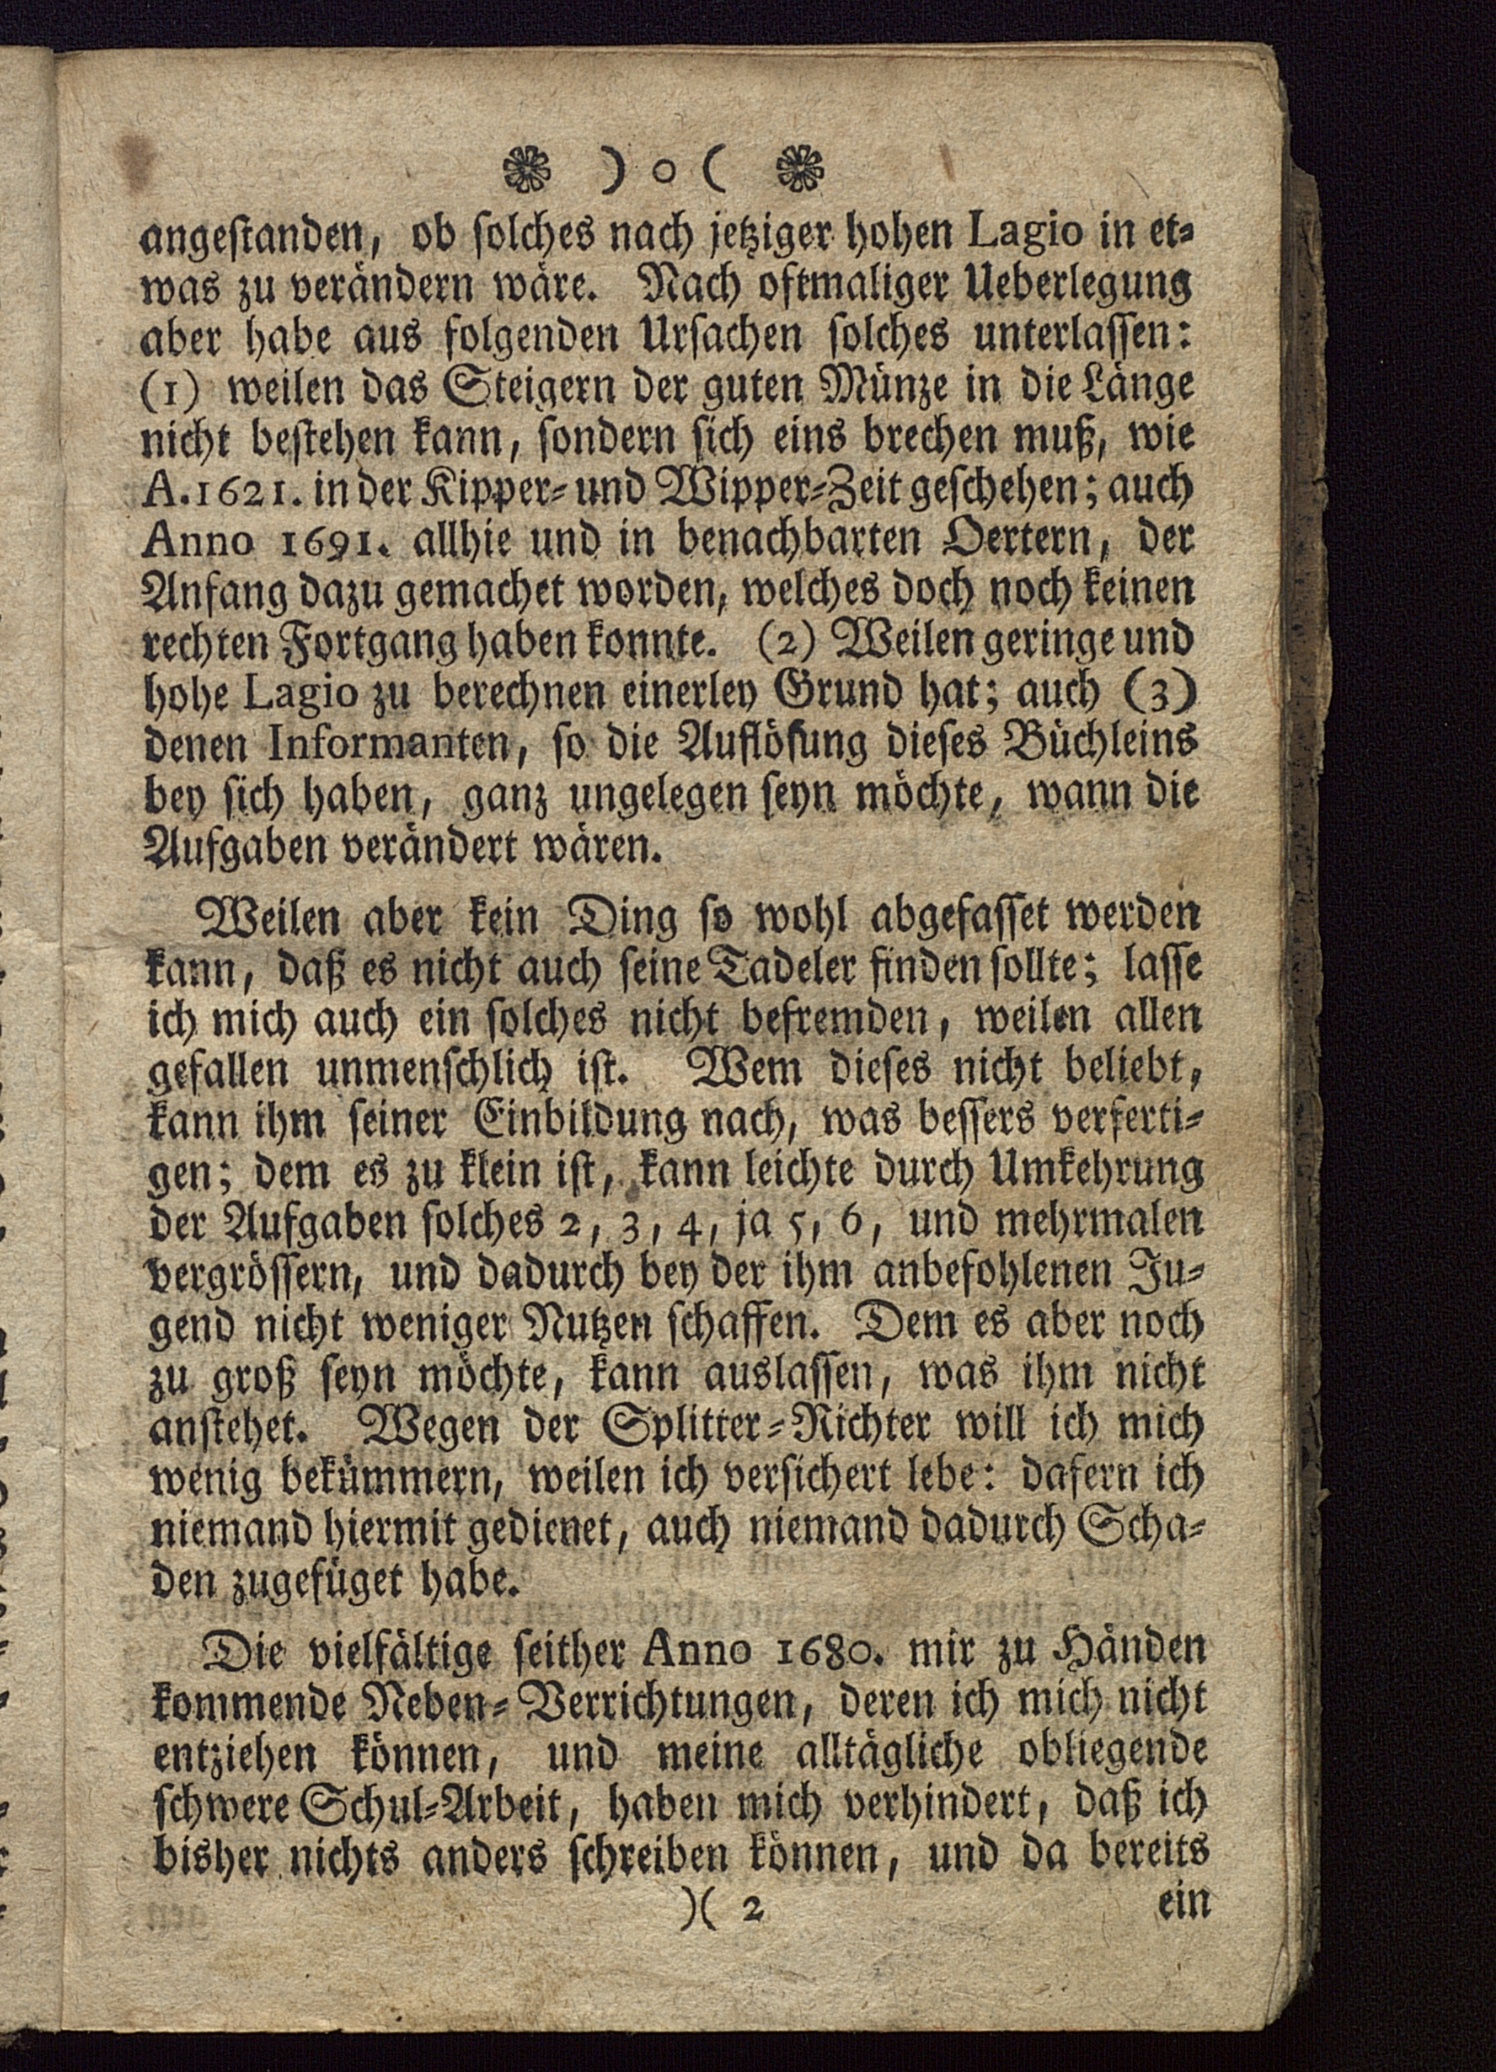 ❁ ) o ( ❁
angestanden, ob solches nach jetziger hohen Lagio in et-
was zu verändern wäre. Nach oftmaliger Ueberlegung
aber habe aus folgenden Ursachen solches unterlassen:
(1) weilen das Steigern der guten Münze in die Länge
nicht bestehen kann, sondern sich eins brechen muß, wie
A. 1621. in der Kipper- und Wipper-Zeit geschehen; auch
Anno 1691. allhie und in benachbarten Oertern, der
Anfang dazu gemachet worden, welches doch noch keinen
rechten Fortgang haben konnte. (2) Weilen geringe und
hohe Lagio zu berechnen einerley Grund hat; auch (3)
denen Informanten, so die Auflösung dieses Büchleins
bey sich haben, ganz ungelegen seyn möchte, wann die
Aufgaben verändert wären.
Weilen aber kein Ding so wohl abgefasset werden
kann, daß es nicht auch seine Tadeler finden sollte; lasse
ich mich auch ein solches nicht befremden, weilen allen
gefallen unmenschlich ist. Wem dieses nicht beliebt,
kann ihm seiner Einbildung nach, was bessers verferti-
gen; dem es zu klein ist, kann leichte durch Umkehrung
der Aufgaben solches 2, 3, 4, ja 5, 6, und mehrmalen
vergrössern, und dadurch bey der ihm anbefohlenen Ju-
gend nicht weniger Nutzen schaffen. Dem es aber noch
zu groß seyn möchte, kann auslassen, was ihm nicht
anstehet. Wegen der Splitter-Richter will ich mich
wenig bekümmern, weilen ich versichert lebe: dafern ich
niemand hiermit gedienet, auch niemand dadurch Scha-
den zugefüget habe.
Die vielfältige seither Anno 1680. mir zu Händen
kommende Neben-Verrichtungen, deren ich mich nicht
entziehen können, und meine alltägliche obliegende
schwere Schul-Arbeit, haben mich verhindert, daß ich
bisher nichts anders schreiben können, und da bereits
)( 2 ein